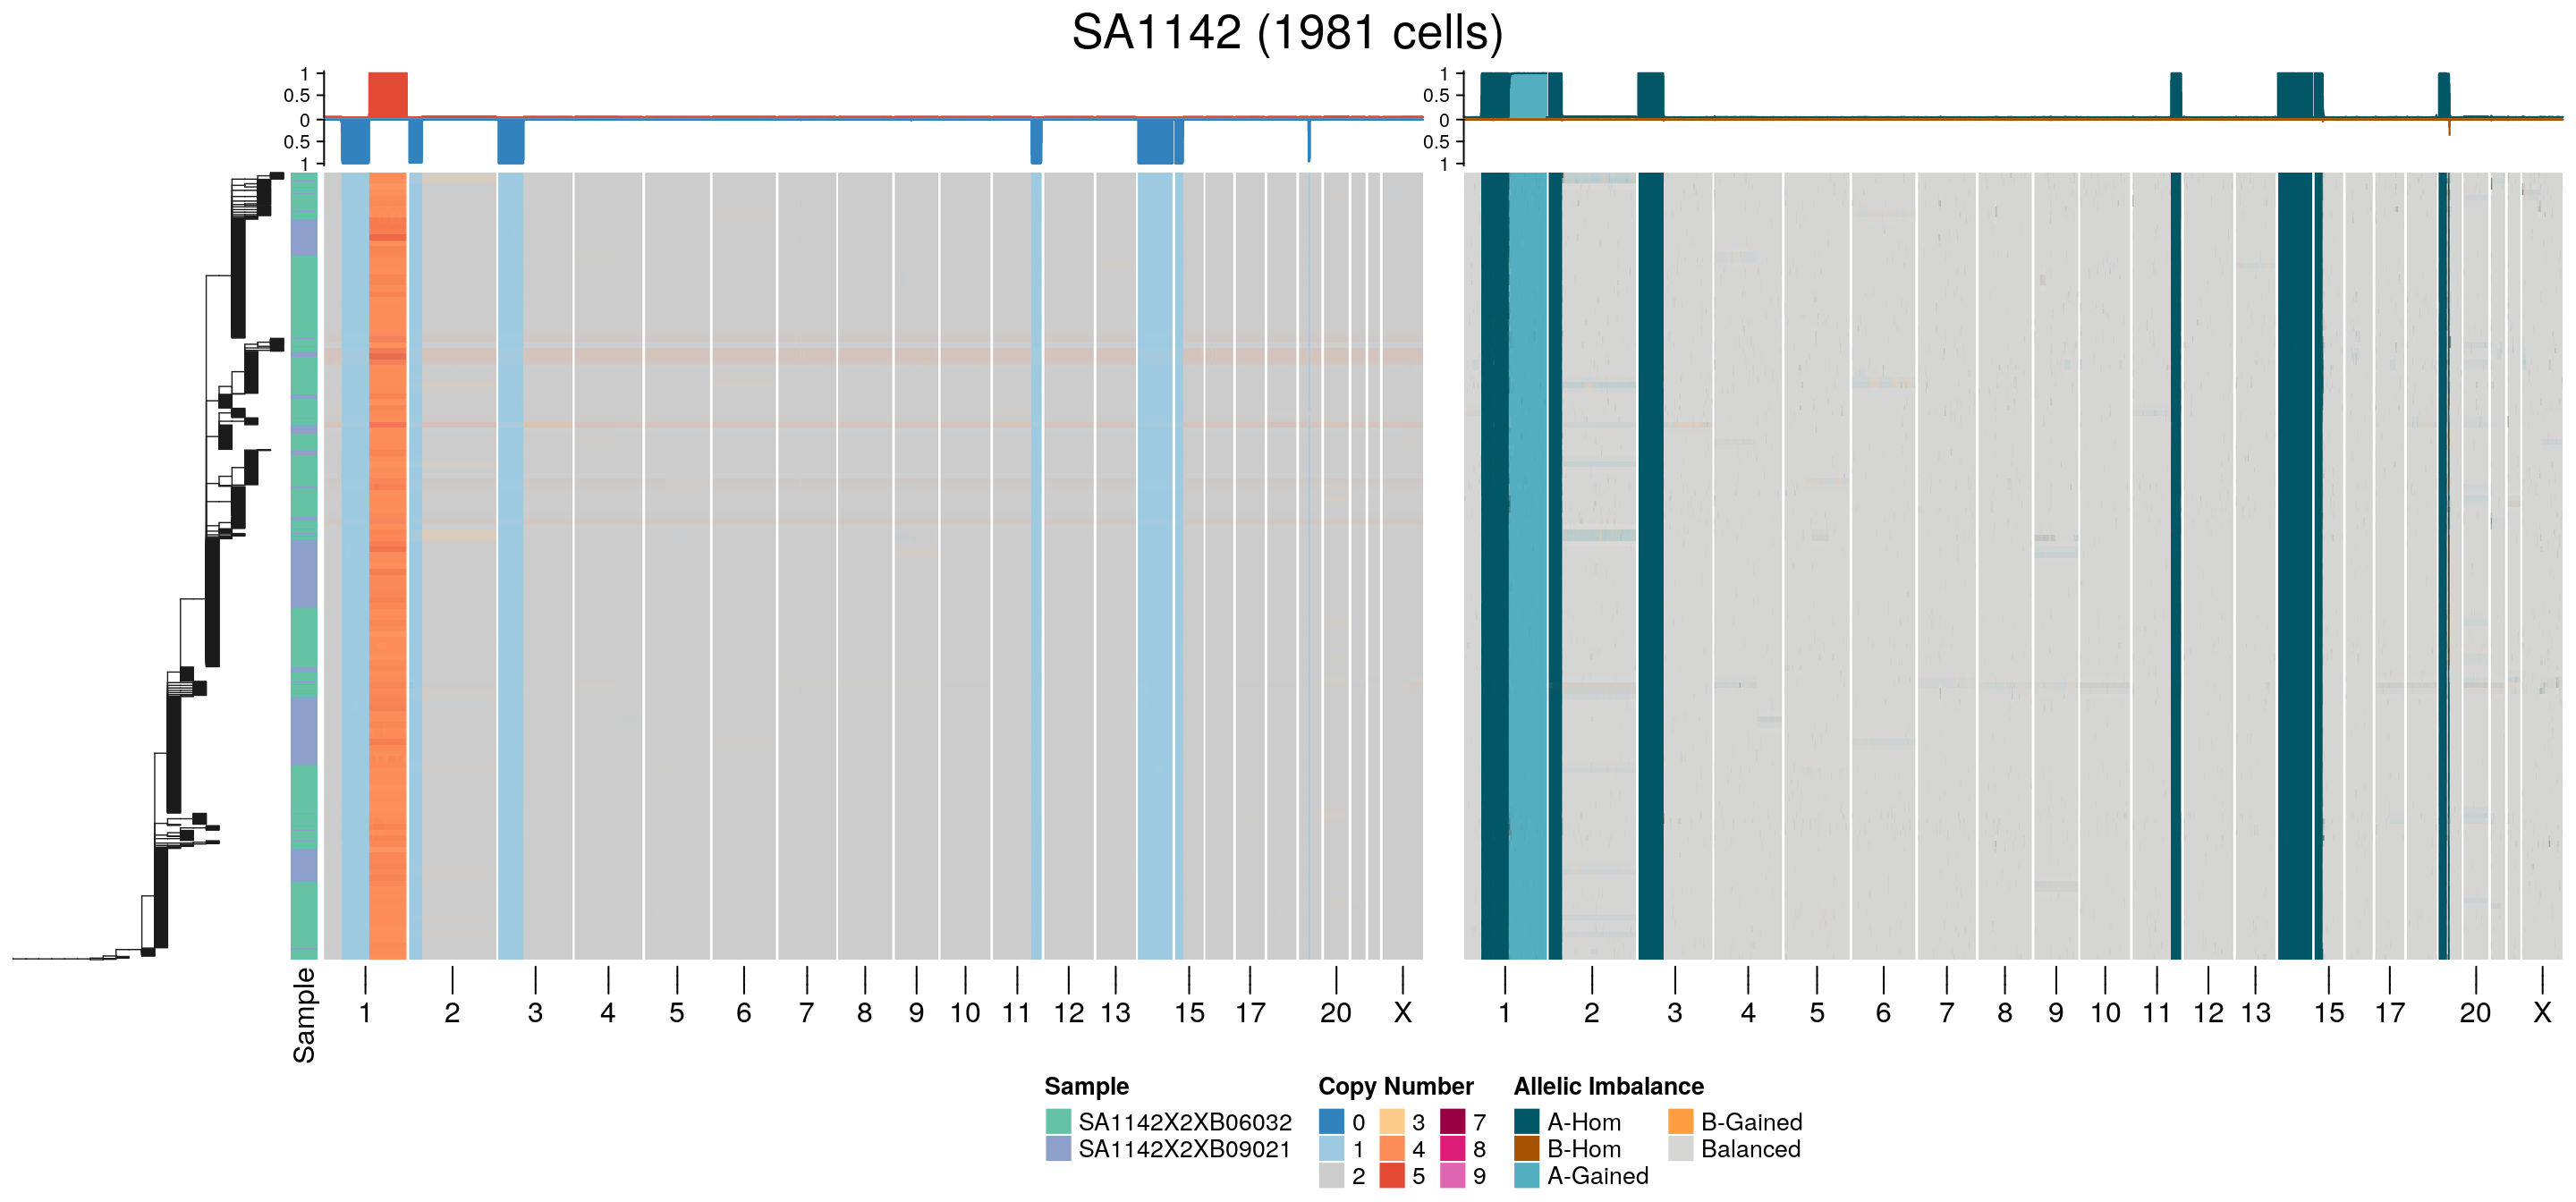 SA1142 (1981 cells)
1
0.5
0
0.5
1
1
0.5
0
0.5
1
Sample
1 2 3 4 5 6 7 8 9 10 11 12 13 15 17 20 X
1 2 3 4 5 6 7 8 9 10 11 12 13 15 17 20 X
Sample
SA1142X2XB06032
SA1142X2XB09021
Copy Number
0 3 7
1 4 8
2 5 9
Allelic Imbalance
A-Hom B-Gained
B-Hom Balanced
A-Gained